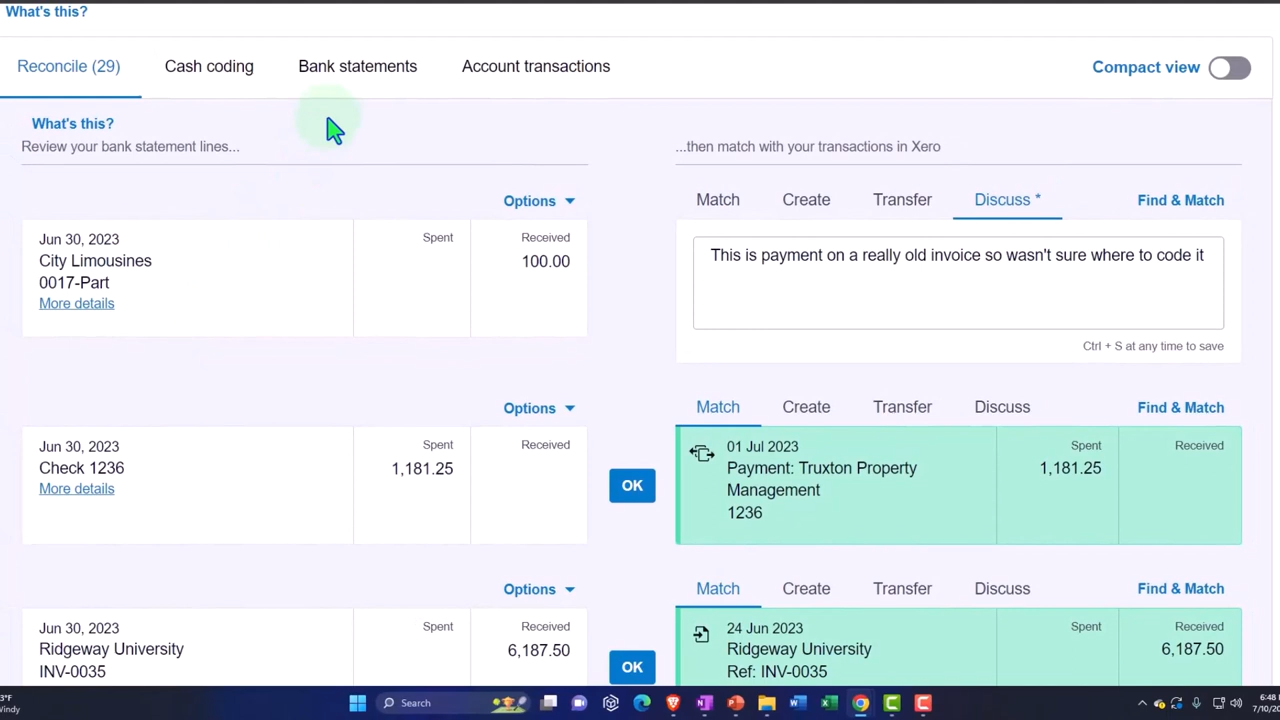 What's this?
Reconcile (29) Cash coding Bank statements Account transactions Compact view
What's this?
Review your bank statement lines... ...then match with your transactions in Xero
Options Match Create Transfer Discuss * Find & Match
Jun 30, 2023 Spent Received
City Limousines 100.00
0017-Part
More details
This is payment on a really old invoice so wasn't sure where to code it
Ctrl + S at any time to save
Options Match Create Transfer Discuss Find & Match
Jun 30, 2023 Spent Received
Check 1236 1,181.25
More details
OK
01 Jul 2023 Spent Received
Payment: Truxton Property 1,181.25
Management
1236
Options Match Create Transfer Discuss Find & Match
Jun 30, 2023 Spent Received
Ridgeway University 6,187.50
INV-0035
OK
24 Jun 2023 Spent Received
Ridgeway University 6,187.50
Ref: INV-0035
3°F
Windy
Search
6:48
7/10/20